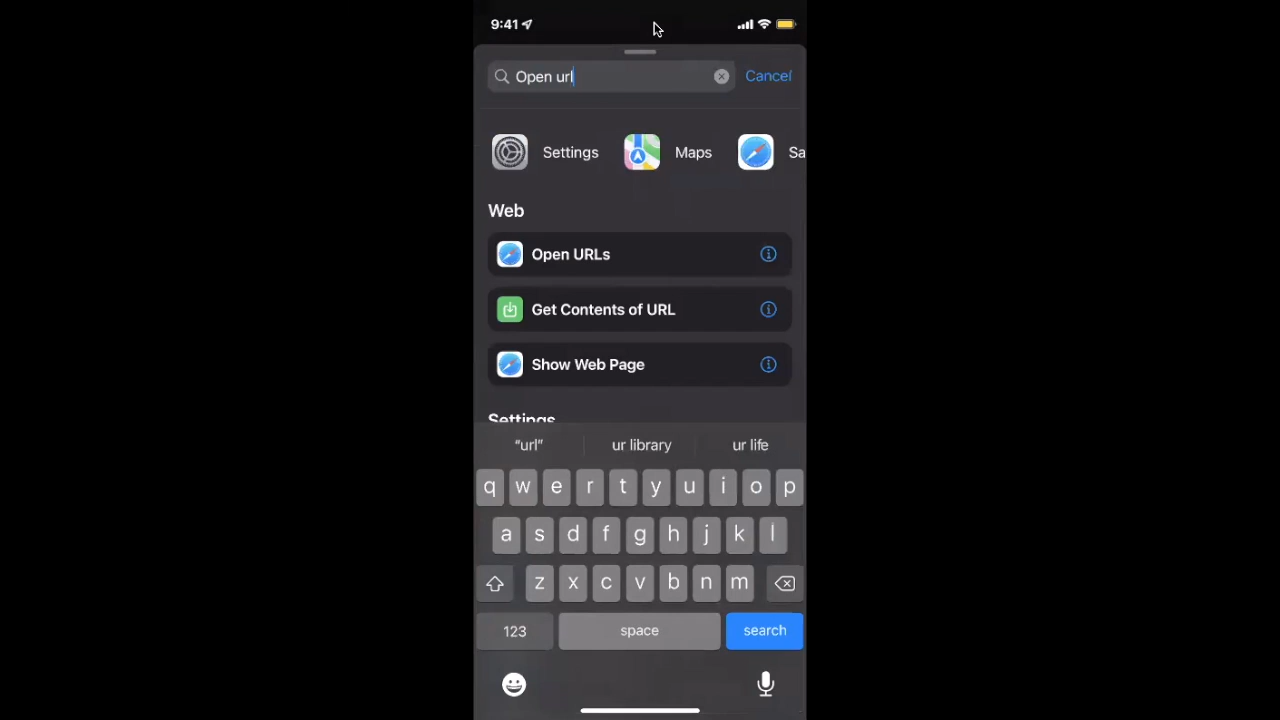 9:41
Open url
Cancel
Settings
Maps
Sa
Web
Open URLs
Get Contents of URL
Show Web Page
Settings
"url"
ur library
ur life
q w e r t y u i o p
a s d f g h j k l
z x c v b n m
123
space
search